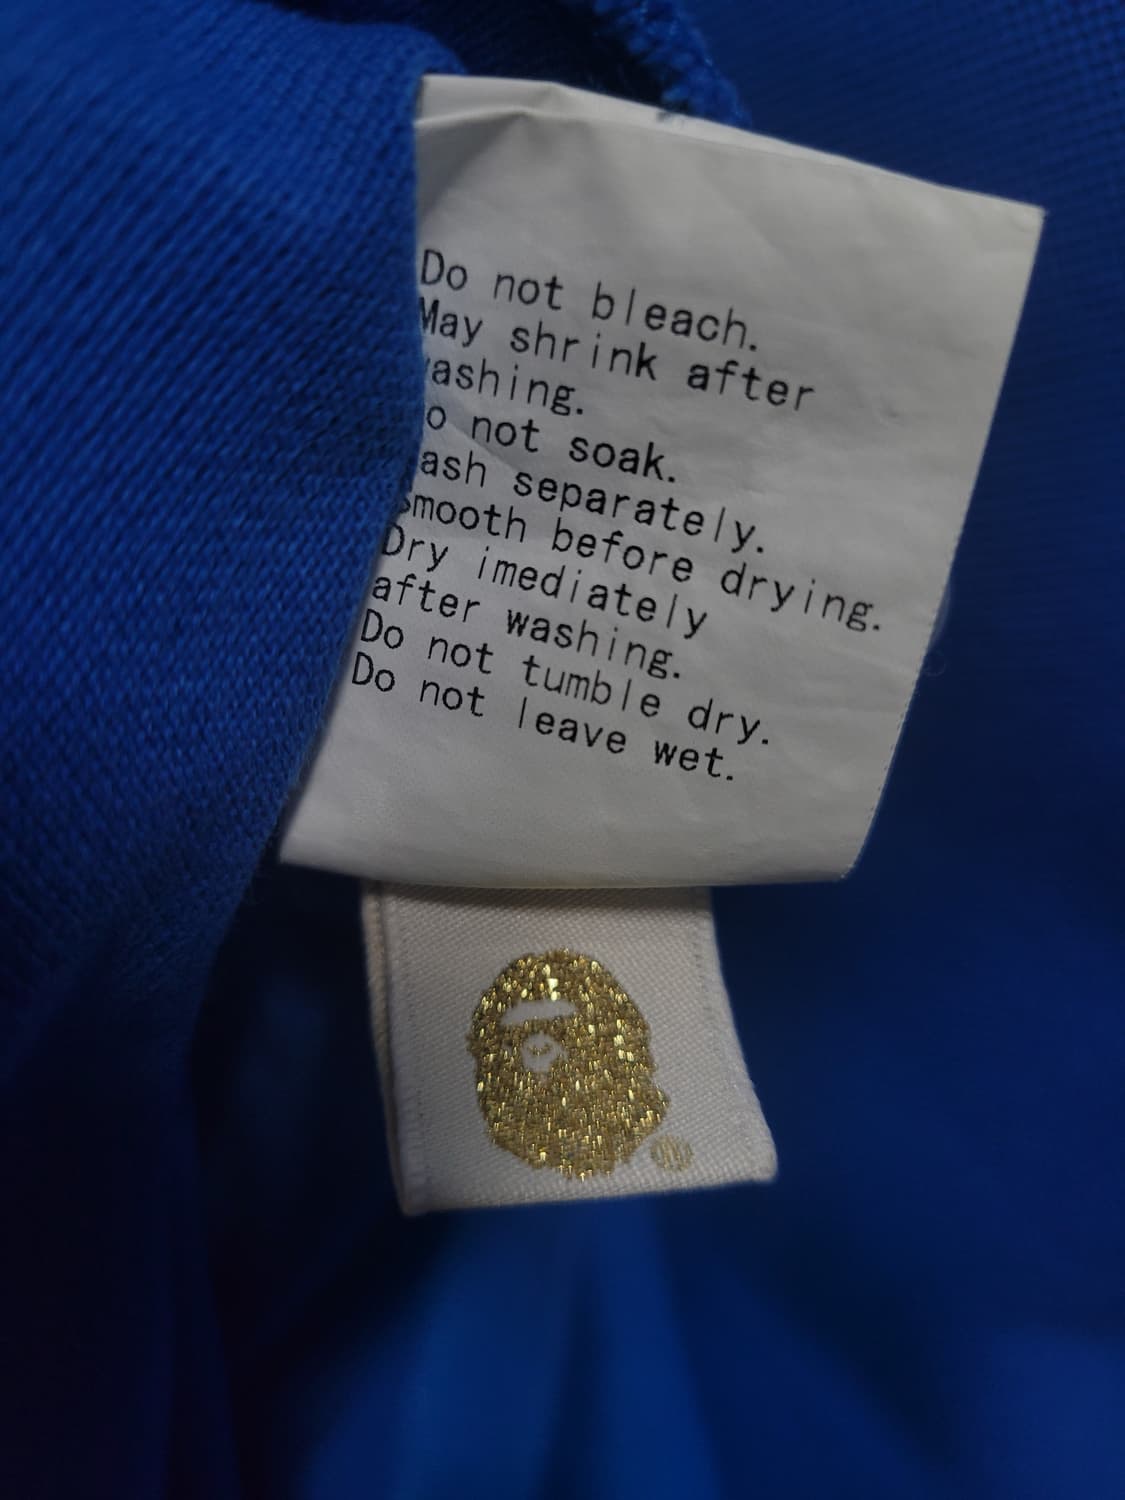 Do not bleach.
May shrink after
ashing.
o not soak.
ash separately.
smooth before drying.
Dry imediately
after washing.
Do not tumble dry.
Do not leave wet.